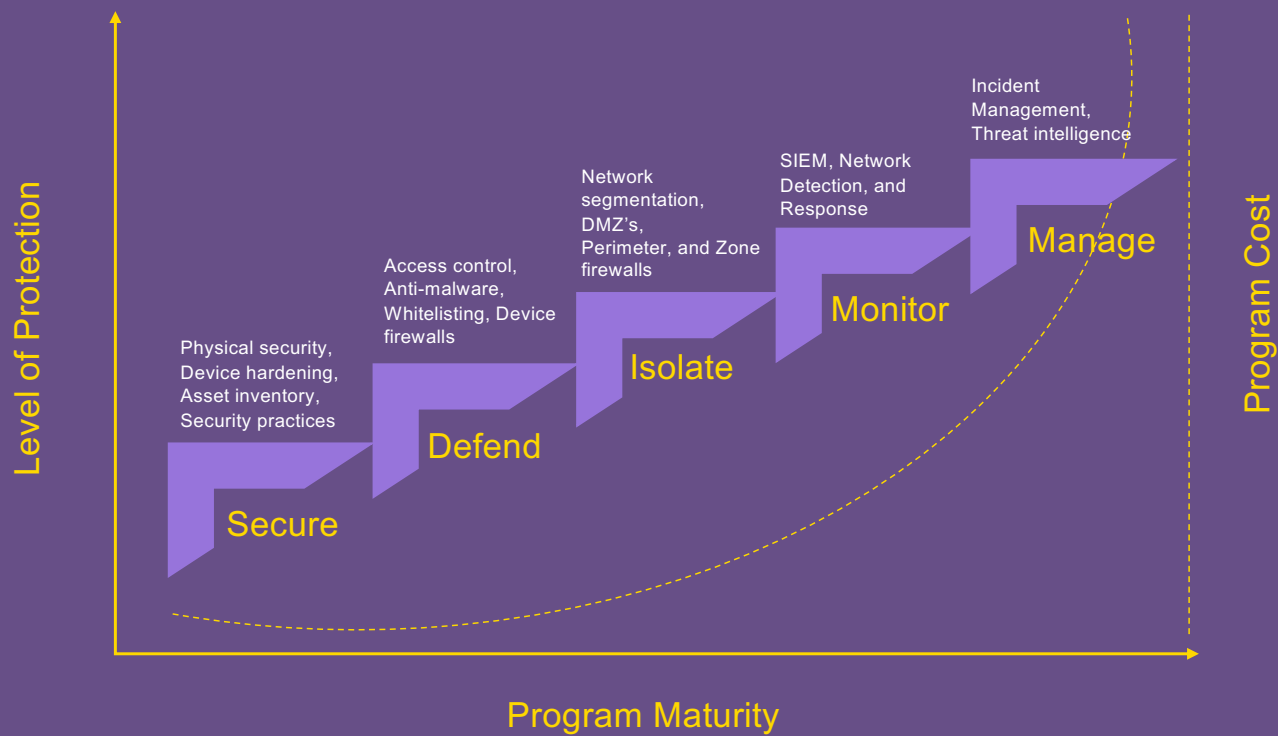 Level of Protection
Physical security,
Device hardening,
Asset inventory,
Security practices
Secure
Access control,
Anti-malware,
Whitelisting, Device
firewalls
Defend
Network
segmentation,
DMZ's,
Perimeter, and Zone
firewalls
Isolate
SIEM, Network
Detection, and
Response
Monitor
Incident
Management,
Threat intelligence
Manage
Program Cost
Program Maturity